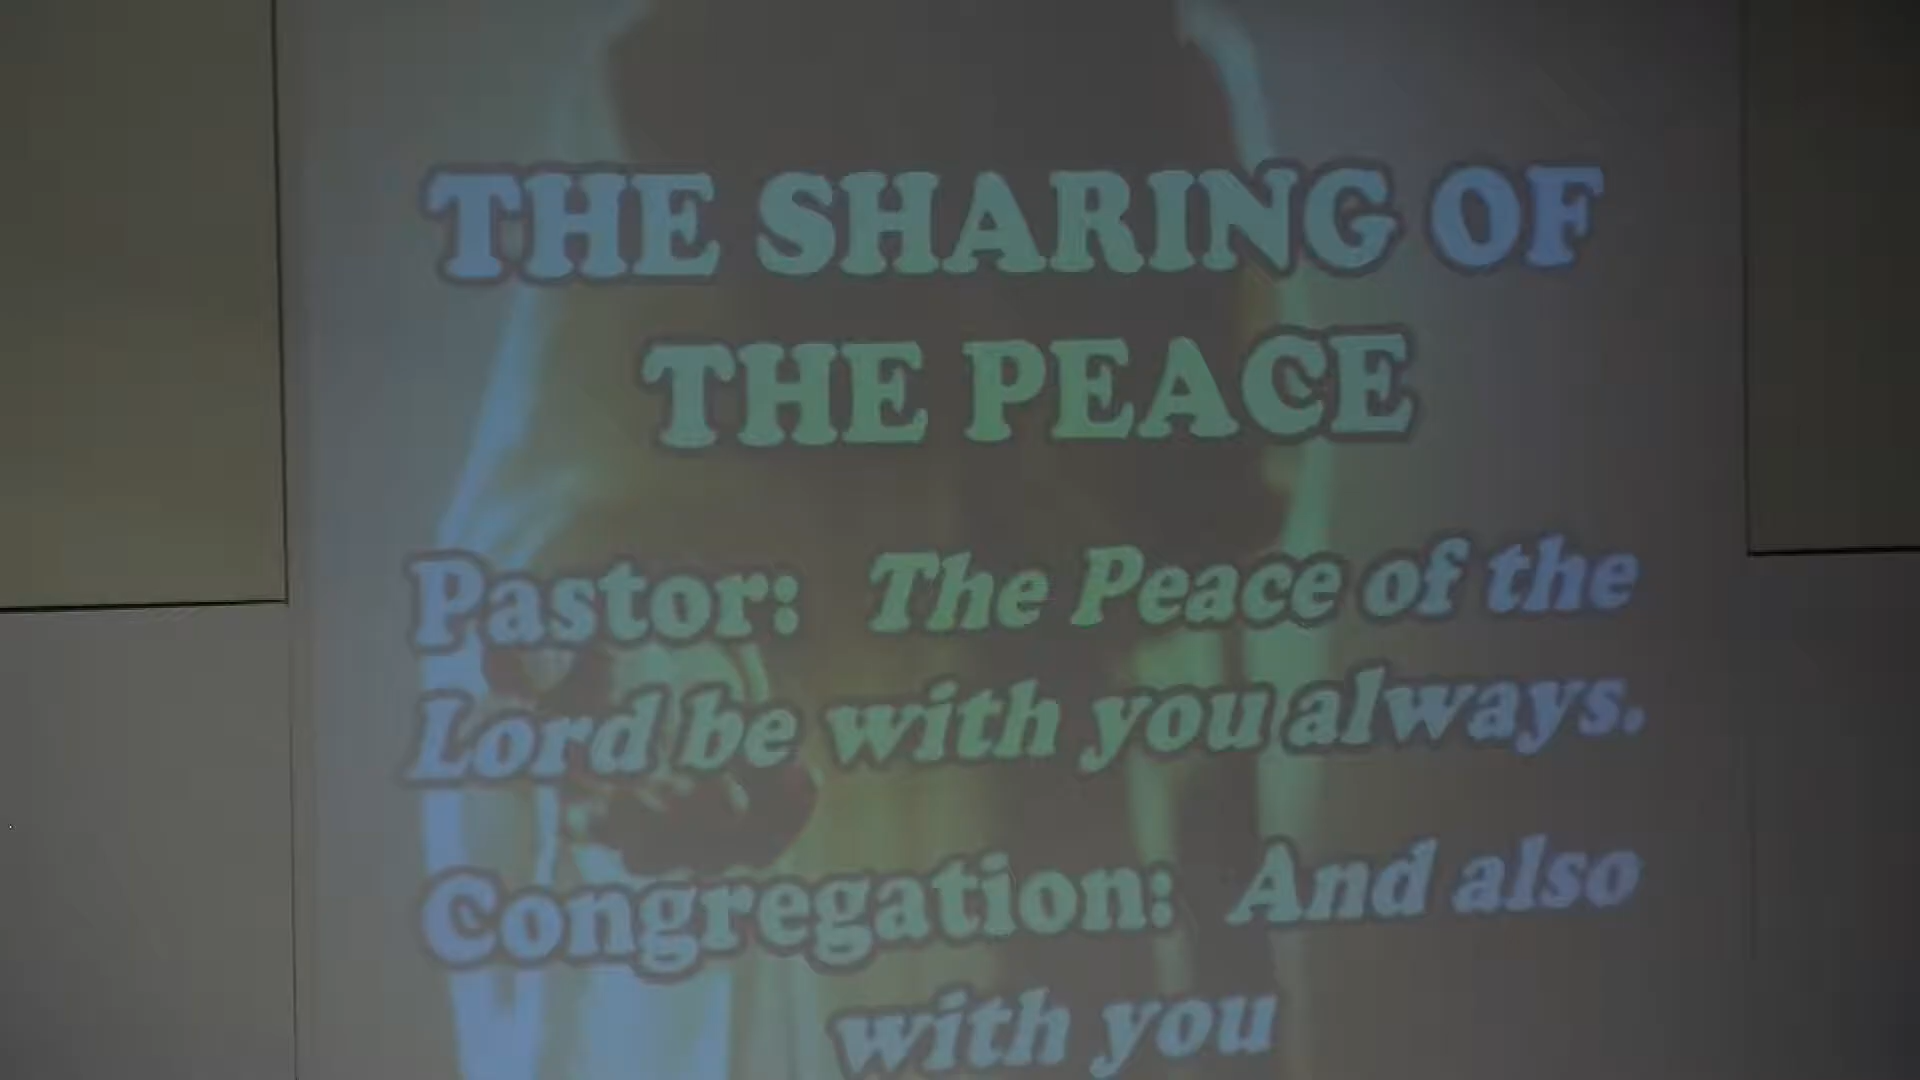 THE SHARING OF
THE PEACE
Pastor: The Peace of the
Lord be with you always.
Congregation: And also
with you